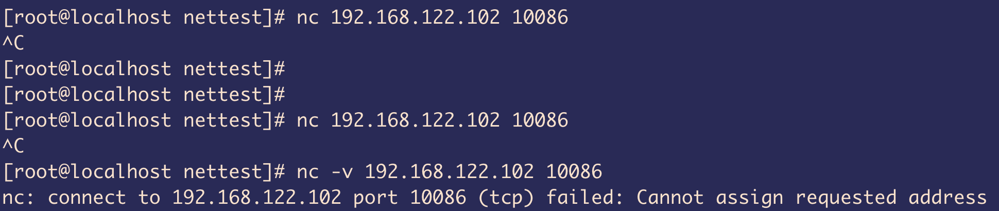 [root@localhost nettest]# nc 192.168.122.102 10086
^C
[root@localhost nettest]#
[root@localhost nettest]#
[root@localhost nettest]# nc 192.168.122.102 10086
^C
[root@localhost nettest]# nc -v 192.168.122.102 10086
nc: connect to 192.168.122.102 port 10086 (tcp) failed: Cannot assign requested address